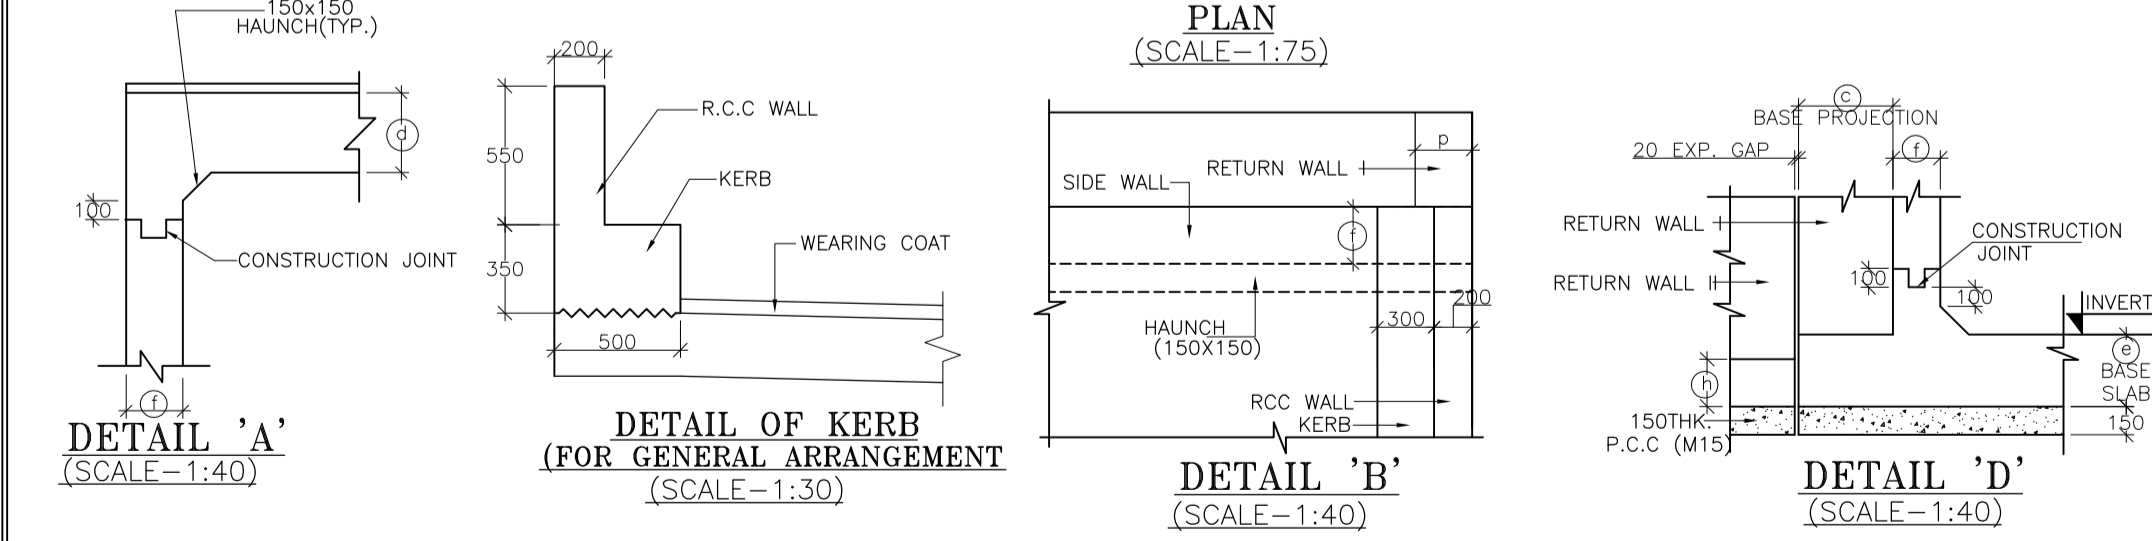 150x150
HAUNCH(TYP.)
d
100
CONSTRUCTION JOINT
f
DETAIL 'A'
(SCALE-1:40)
200
R.C.C WALL
550
KERB
WEARING COAT
350
500
DETAIL OF KERB
(FOR GENERAL ARRANGEMENT
(SCALE-1:30)
PLAN
(SCALE-1:75)
p
RETURN WALL I
SIDE WALL
f
200
300
HAUNCH
(150X150)
RCC WALL
KERB
DETAIL 'B'
(SCALE-1:40)
c
BASE PROJECTION
20 EXP. GAP
f
RETURN WALL I
CONSTRUCTION
JOINT
100
RETURN WALL II
100
INVERT
e
BASE
SLAB
h
150THK
P.C.C (M15)
150
DETAIL 'D'
(SCALE-1:40)